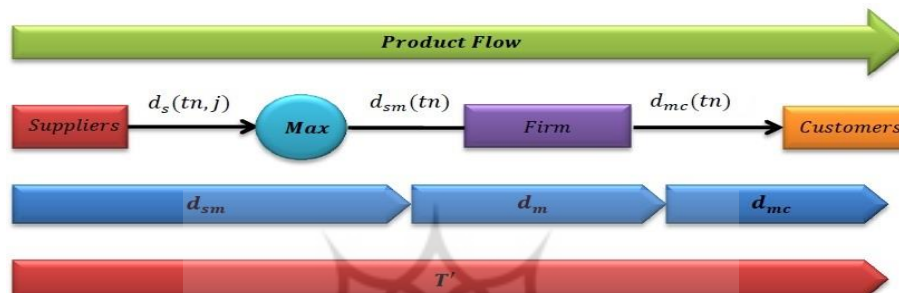 Product Flow
d_s(tn, j) d_sm(tn) d_mc(tn)
Suppliers Max Firm Customers
d_sm d_m d_mc
T'